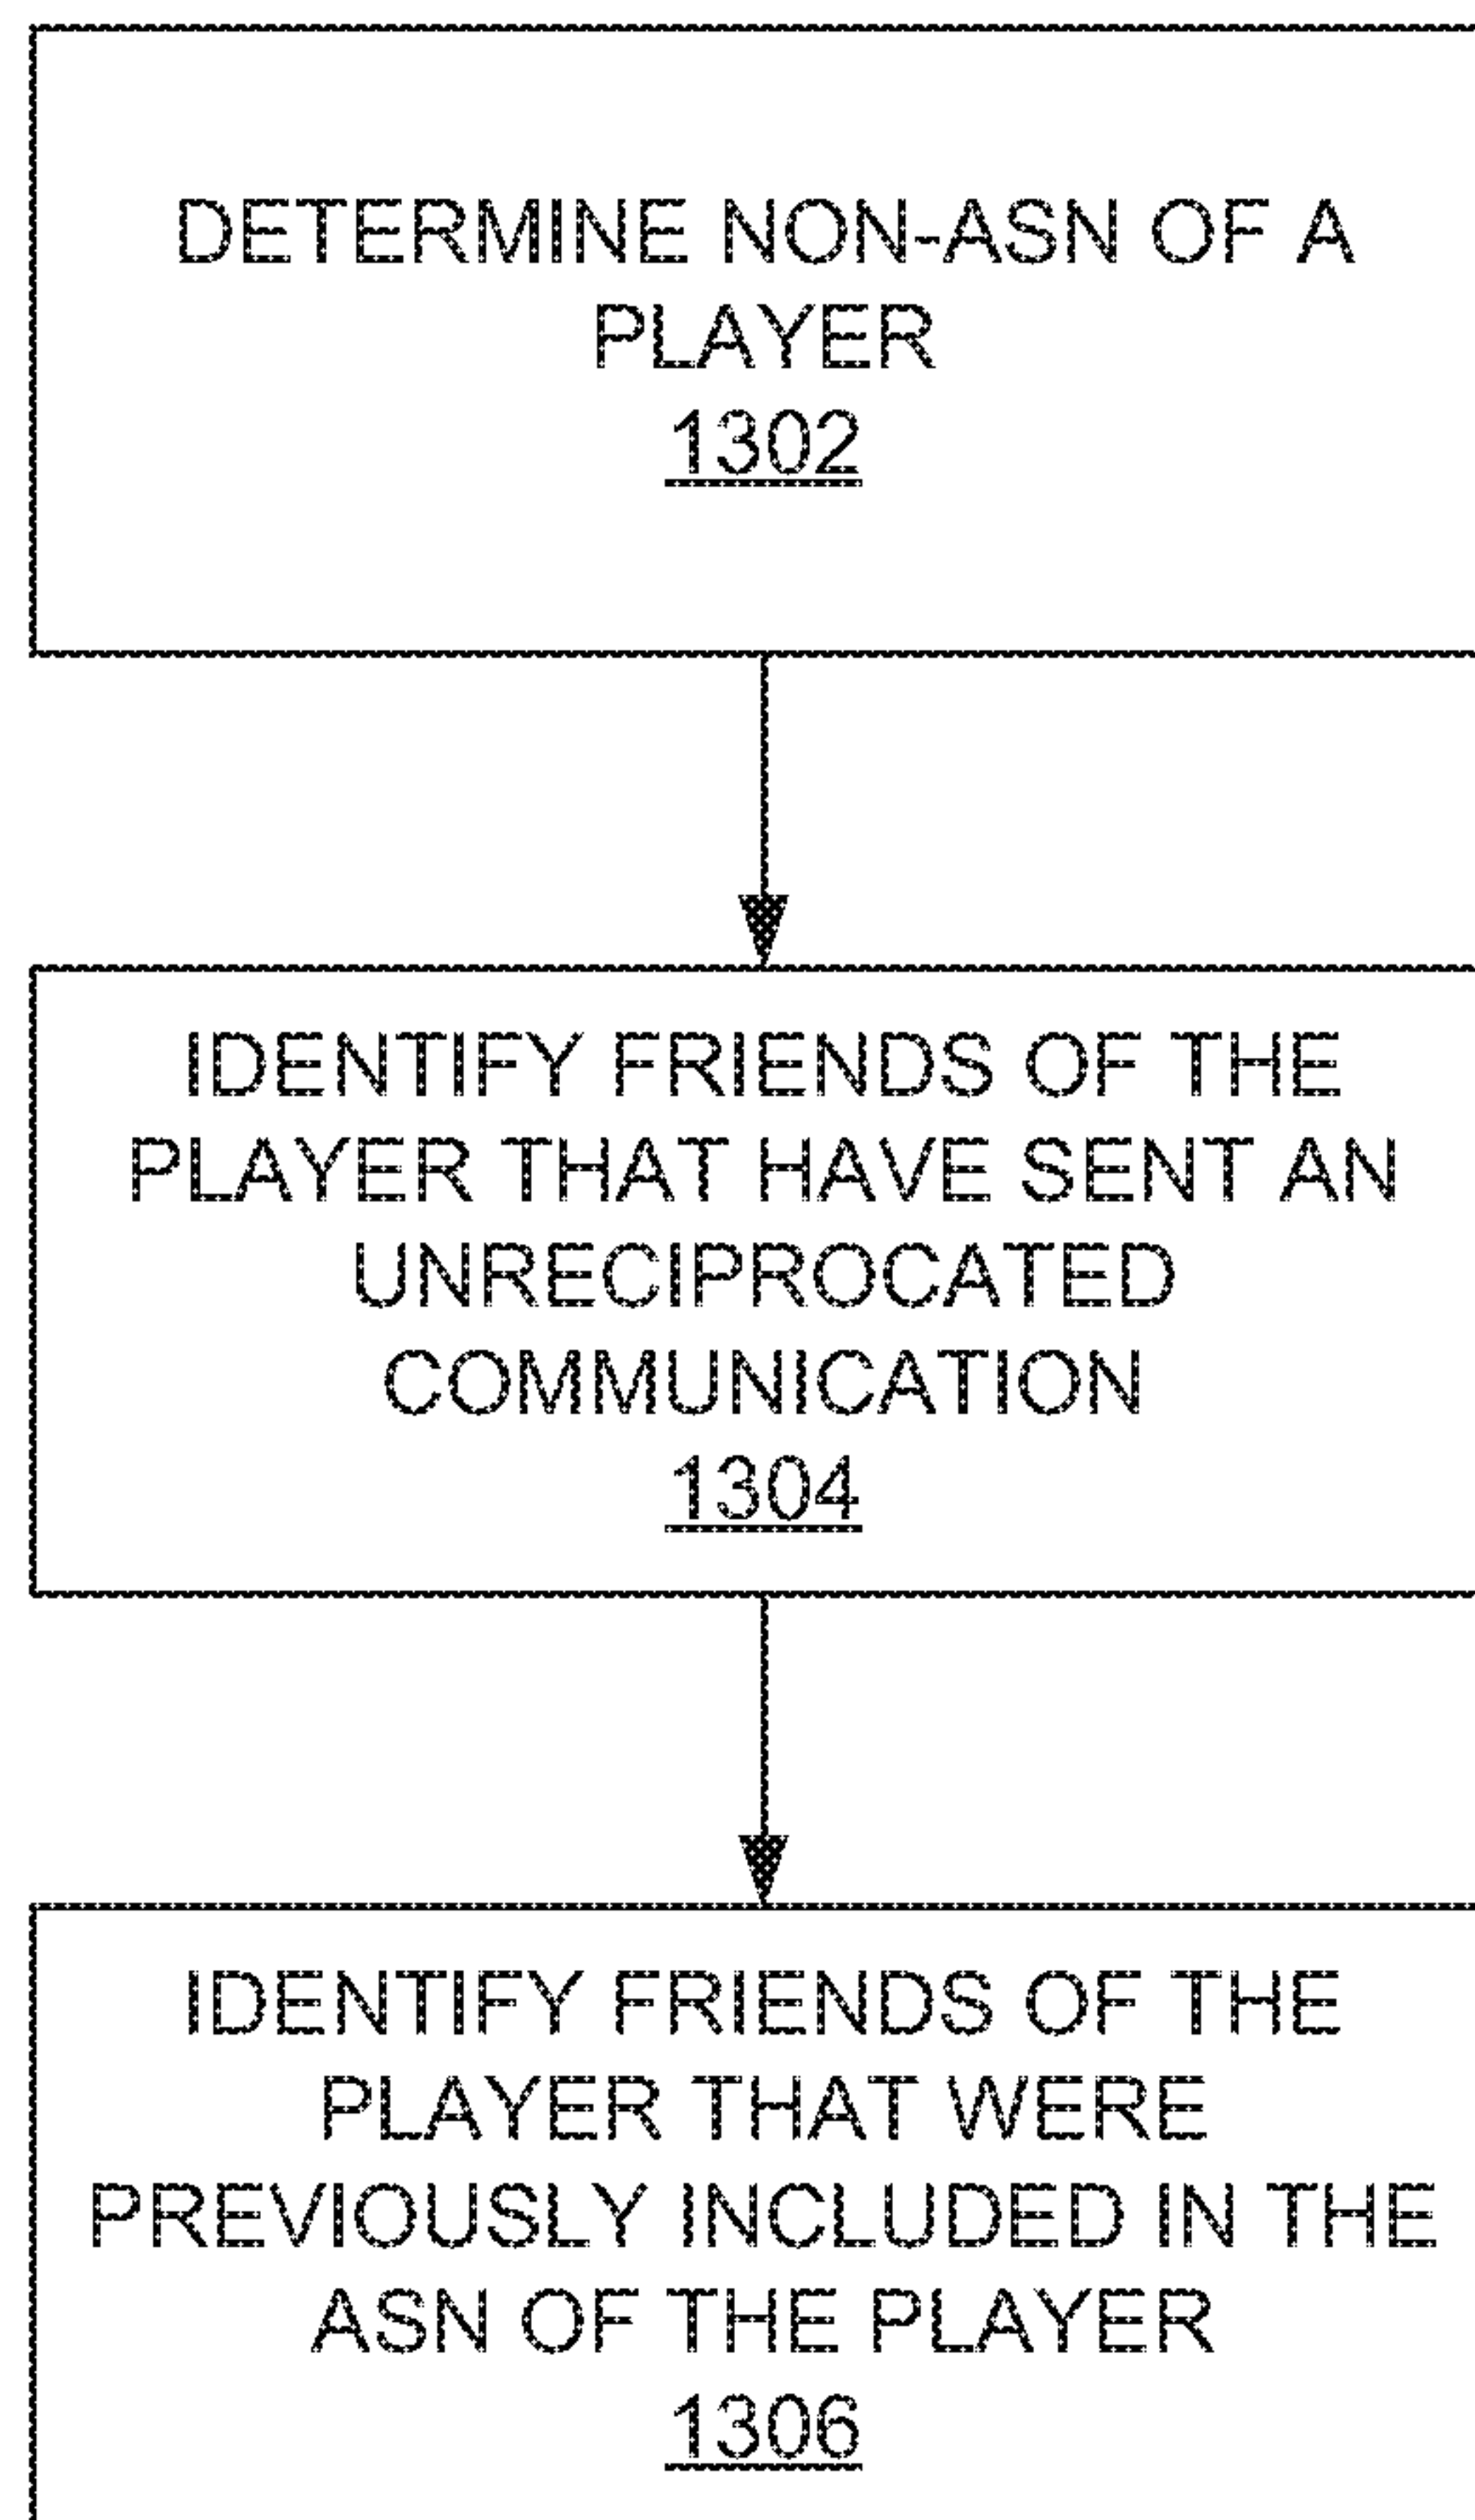 DETERMINE NON-ASN OF A
PLAYER
1302
IDENTIFY FRIENDS OF THE
PLAYER THAT HAVE SENT AN
UNRECIPROCATED
COMMUNICATION
1304
IDENTIFY FRIENDS OF THE
PLAYER THAT WERE
PREVIOUSLY INCLUDED IN THE
ASN OF THE PLAYER
1306